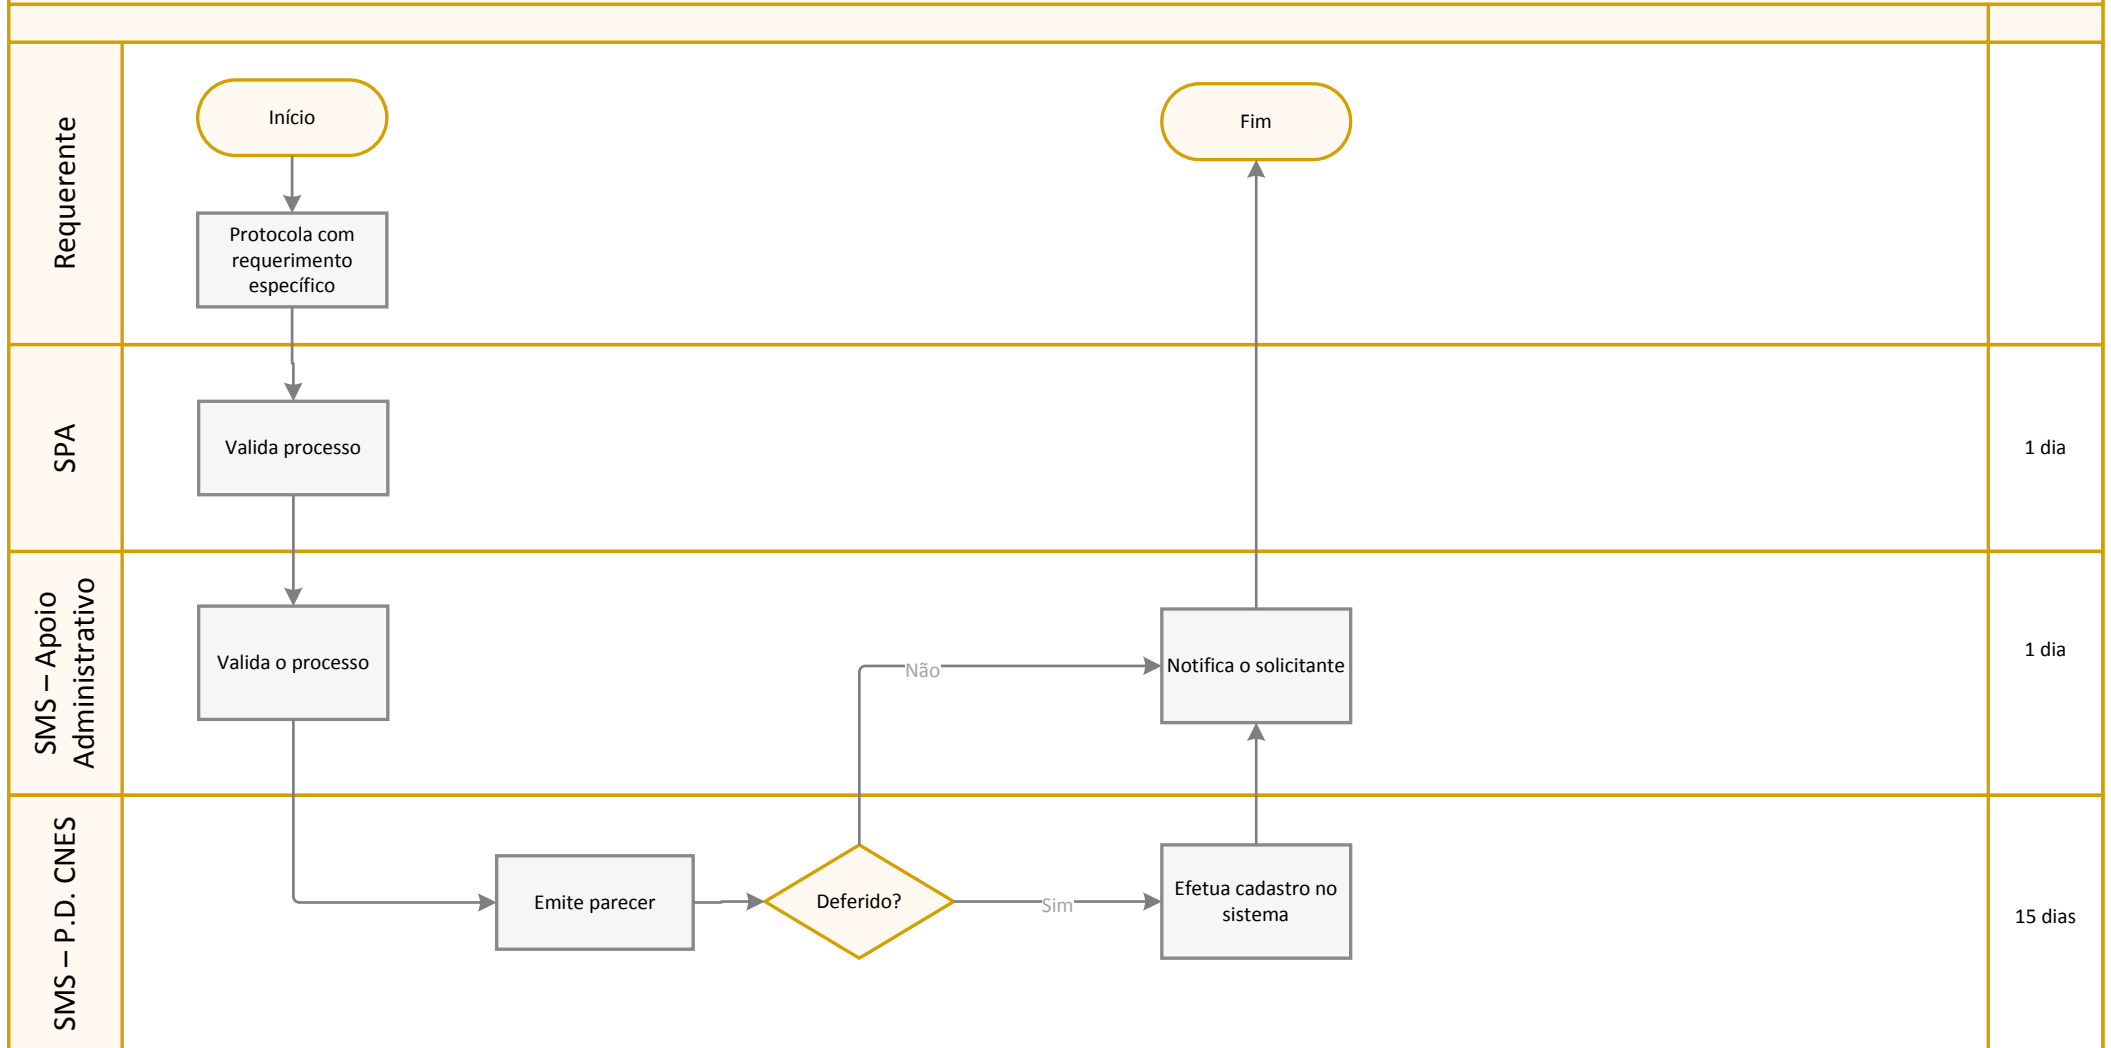 Requerente
Início
Fim
Protocola com
requerimento
específico
SPA
Valida processo
1 dia
SMS – Apoio
Administrativo
Valida o processo
Não
Notifica o solicitante
1 dia
SMS – P.D. CNES
Emite parecer
Deferido?
Sim
Efetua cadastro no
sistema
15 dias